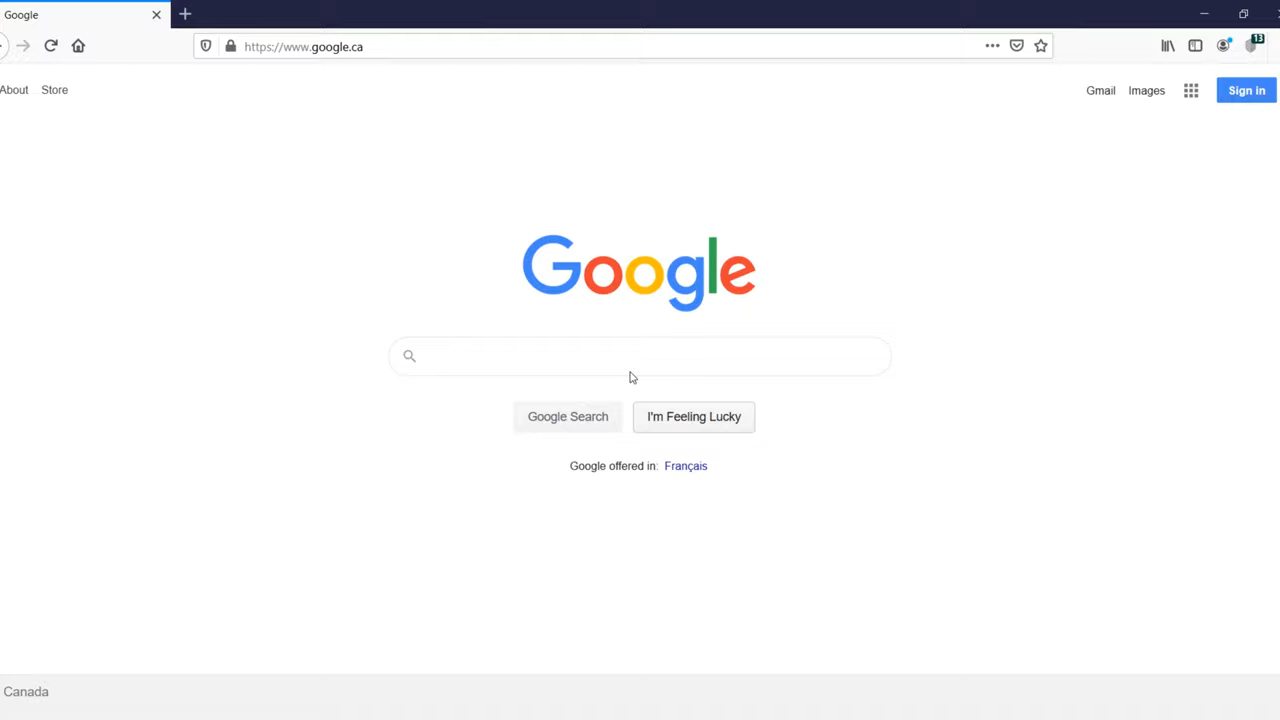 Google
https://www.google.ca
13
About Store
Gmail Images Sign in
Google
Google Search I'm Feeling Lucky
Google offered in: Français
Canada